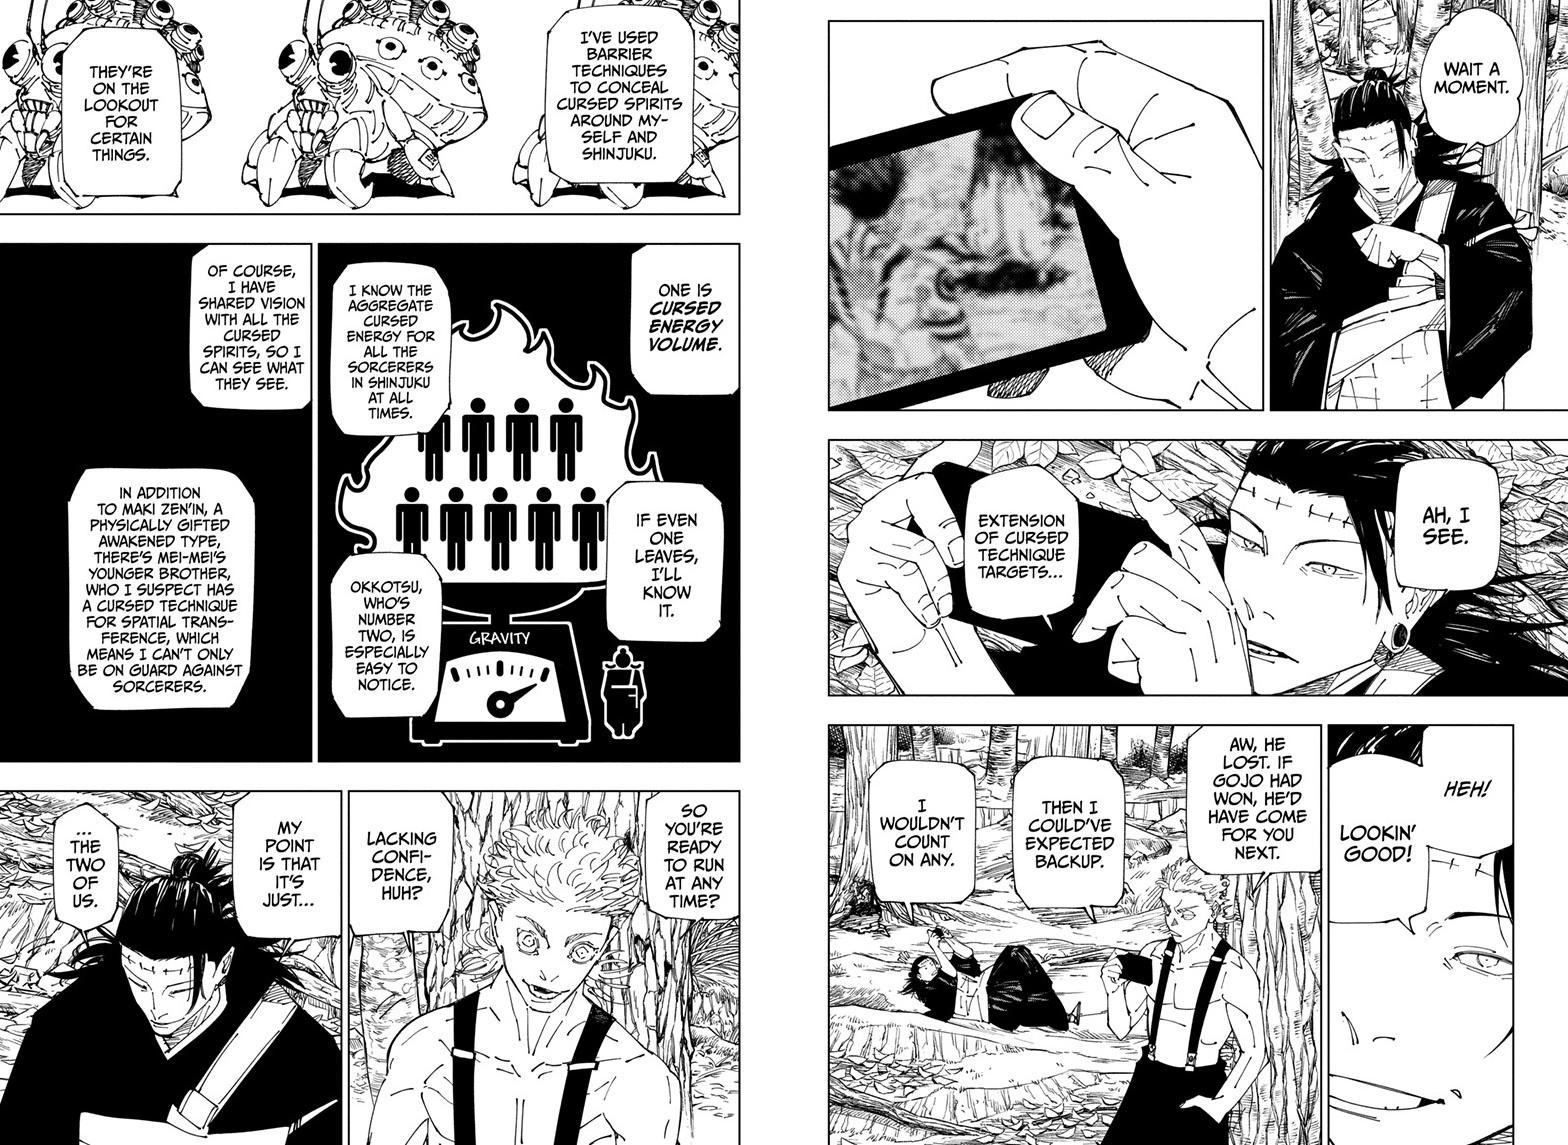 WAIT A
MOMENT.
AH, I
SEE.
EXTENSION
OF CURSED
TECHNIQUE
TARGETS...
HEH!
LOOKIN'
GOOD!
AW, HE
LOST. IF
GOJO HAD
WON, HE'D
HAVE COME
FOR YOU
NEXT.
THEN I
COULD'VE
EXPECTED
BACKUP.
I
WOULDN'T
COUNT
ON ANY.
I'VE USED
BARRIER
TECHNIQUES
TO CONCEAL
CURSED SPIRITS
AROUND MY-
SELF AND
SHINJUKU.
THEY'RE
ON THE
LOOKOUT
FOR
CERTAIN
THINGS.
ONE IS
CURSED
ENERGY
VOLUME.
I KNOW THE
AGGREGATE
CURSED
ENERGY FOR
ALL THE
SORCERERS
IN SHINJUKU
AT ALL
TIMES.
IF EVEN
ONE
LEAVES,
I'LL
KNOW
IT.
OKKOTSU,
WHO'S
NUMBER
TWO, IS
ESPECIALLY
EASY TO
NOTICE.
GRAVITY
OF COURSE,
I HAVE
SHARED VISION
WITH ALL THE
CURSED
SPIRITS, SO I
CAN SEE WHAT
THEY SEE.
IN ADDITION
TO MAKI ZEN'IN, A
PHYSICALLY GIFTED
AWAKENED TYPE,
THERE'S MEI-MEI'S
YOUNGER BROTHER,
WHO I SUSPECT HAS
A CURSED TECHNIQUE
FOR SPATIAL TRANS-
FERENCE, WHICH
MEANS I CAN'T ONLY
BE ON GUARD AGAINST
SORCERERS.
SO
YOU'RE
READY
TO RUN
AT ANY
TIME?
LACKING
CONFI-
DENCE,
HUH?
MY
POINT
IS THAT
IT'S
JUST...
...
THE
TWO
OF
US.